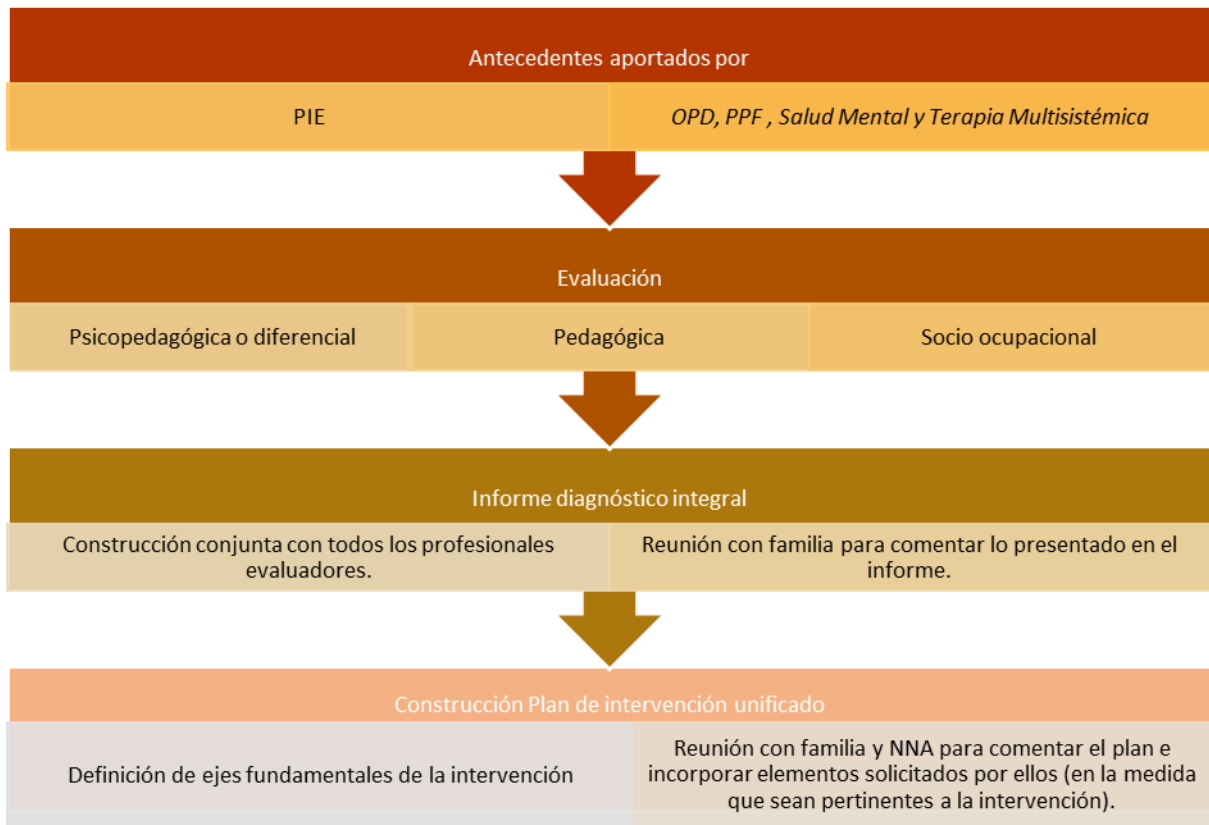 Antecedentes aportados por
PIE
OPD, PPF , Salud Mental y Terapia Multisistémica
Evaluación
Psicopedagógica o diferencial
Pedagógica
Socio ocupacional
Informe diagnóstico integral
Construcción conjunta con todos los profesionales
evaluadores.
Reunión con familia para comentar lo presentado en el
informe.
Construcción Plan de intervención unificado
Definición de ejes fundamentales de la intervención
Reunión con familia y NNA para comentar el plan e
incorporar elementos solicitados por ellos (en la medida
que sean pertinentes a la intervención).